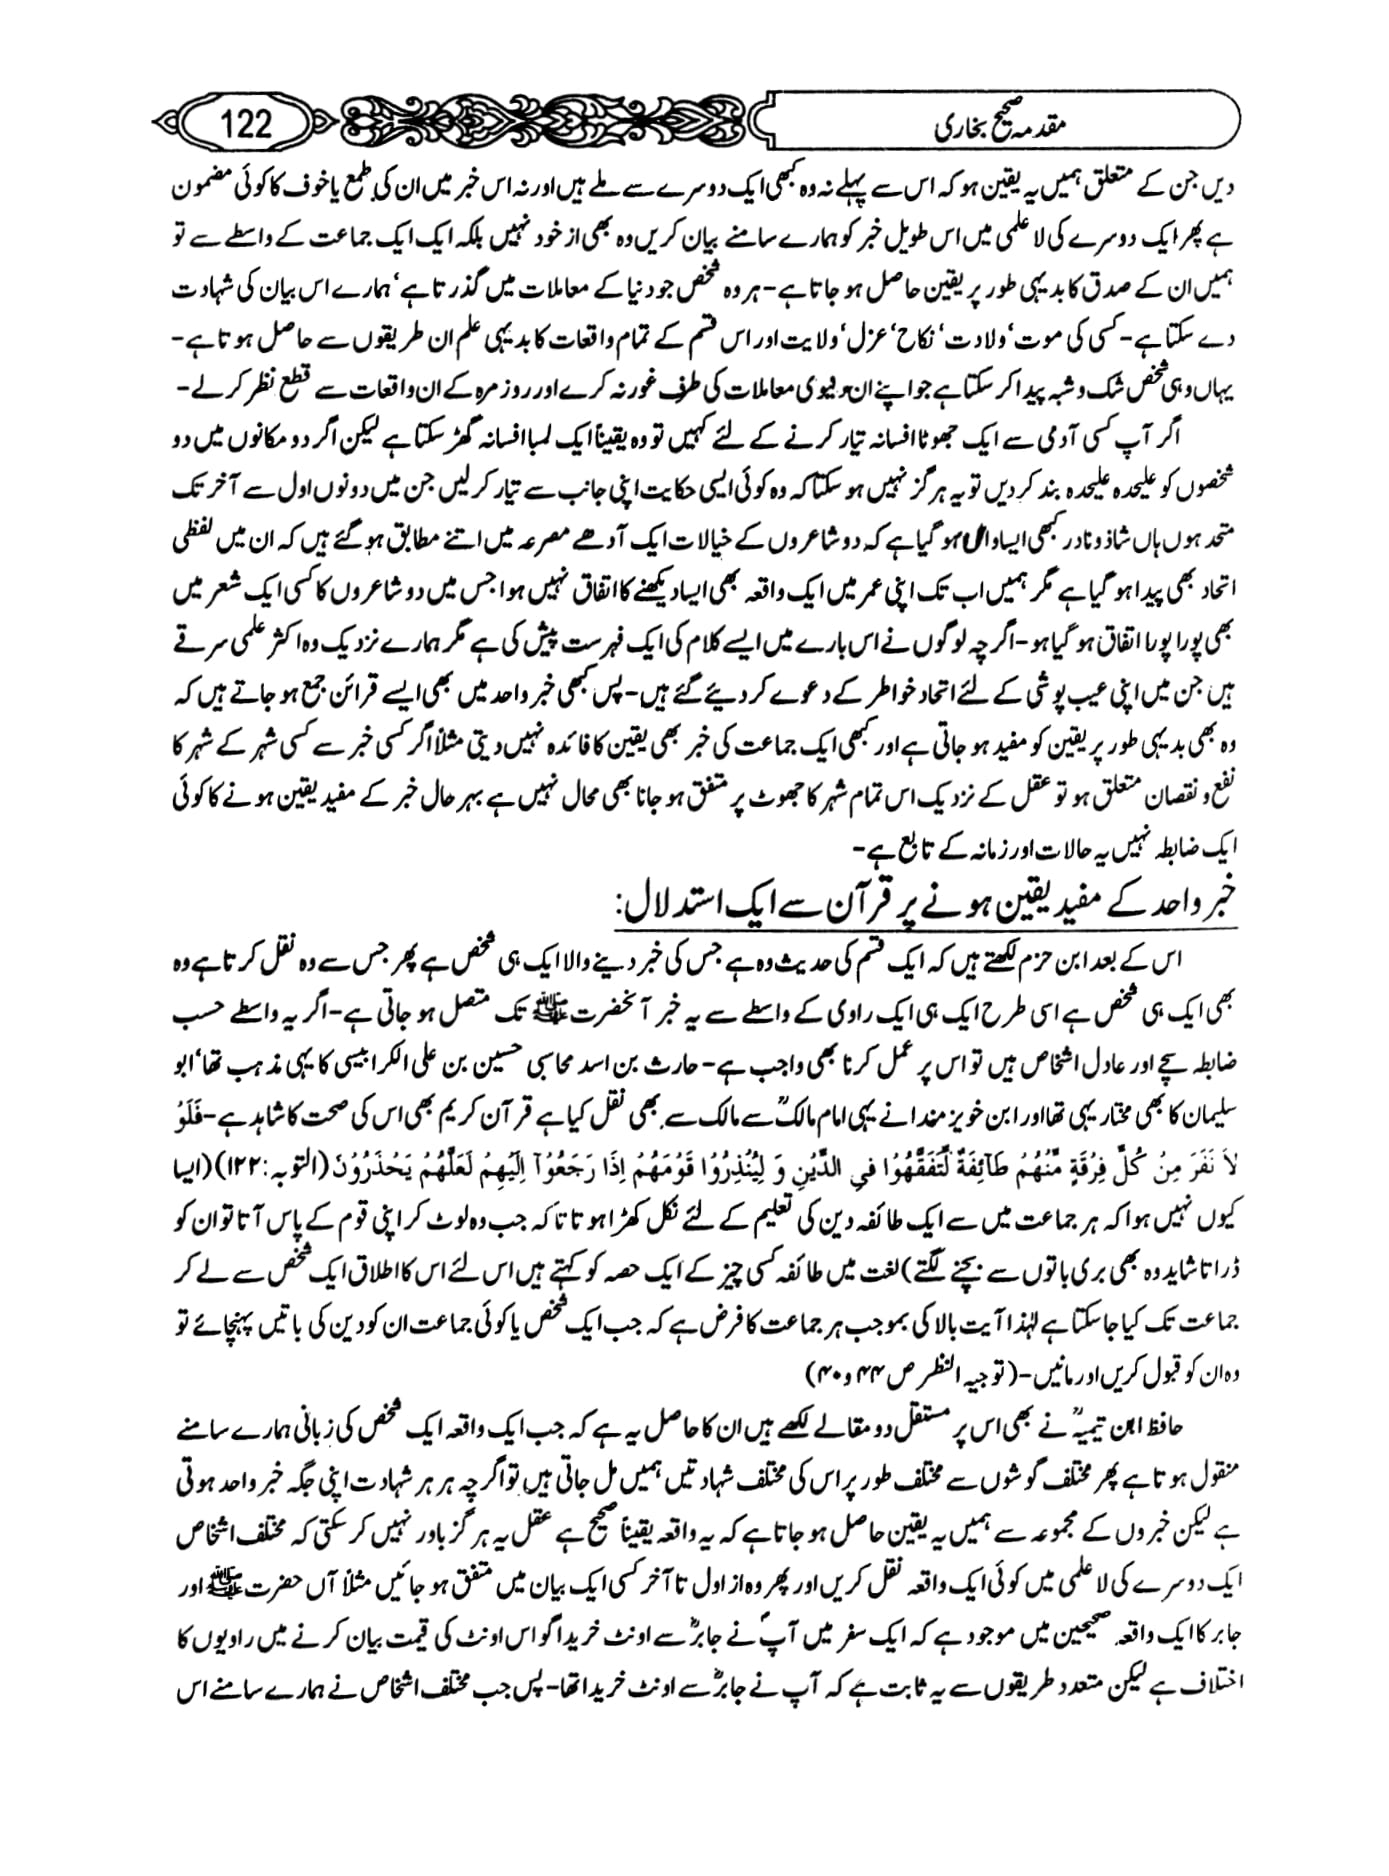 122
مقدمہ صحیح بخاری
دیں جن کے متعلق ہمیں یہ یقین ہو کہ اس سے پہلے نہ وہ کبھی ایک دوسرے سے ملے ہیں اور نہ اس خبر میں ان کی طمع یا خوف کا کوئی مضمون
ہے پھر ایک دوسرے کی لاعلمی میں اس طویل خبر کو ہمارے سامنے بیان کریں وہ بھی از خود نہیں بلکہ ایک ایک جماعت کے واسطے سے تو
ہمیں ان کے صدق کا بدیہی طور پر یقین حاصل ہو جاتا ہے- ہر وہ شخص جو دنیا کے معاملات میں گذرتا ہے‘ ہمارے اس بیان کی شہادت
دے سکتا ہے- کسی کی موت‘ ولادت‘ نکاح‘ عزل‘ ولایت اور اس قسم کے تمام واقعات کا بدیہی علم ان طریقوں سے حاصل ہوتا ہے-
یہاں وہی شخص شک و شبہ پیدا کر سکتا ہے جو اپنے ان دنیوی معاملات کی طرف غور نہ کرے اور روز مرہ کے ان واقعات سے قطع نظر کر لے-
اگر آپ کسی آدمی سے ایک جھوٹا افسانہ تیار کرنے کے لئے کہیں تو وہ یقیناً ایک لمبا افسانہ گھڑ سکتا ہے لیکن اگر دو مکانوں میں دو
شخصوں کو علیحدہ علیحدہ بند کر دیں تو یہ ہرگز نہیں ہو سکتا کہ وہ کوئی ایسی حکایت اپنی جانب سے تیار کر لیں جن میں دونوں اول سے آخر تک
متحد ہوں ہاں شاذ و نادر کبھی ایسا ہو گیا ہے کہ دو شاعروں کے خیالات ایک آدھے مصرعہ میں اتنے مطابق ہو گئے ہیں کہ ان میں لفظی
اتحاد بھی پیدا ہو گیا ہے مگر ہمیں اب تک اپنی عمر میں ایک واقعہ بھی ایسا دیکھنے کا اتفاق نہیں ہوا جس میں دو شاعروں کا کسی ایک شعر میں
بھی پورا پورا اتفاق ہو گیا ہو- اگرچہ لوگوں نے اس بارے میں ایسے کلام کی ایک فہرست پیش کی ہے مگر ہمارے نزدیک وہ اکثر علمی سرقے
ہیں جن میں اپنی عیب پوشی کے لئے اتحاد خواطر کے دعوے کر دیئے گئے ہیں- پس کبھی خبر واحد میں بھی ایسے قرائن جمع ہو جاتے ہیں کہ
وہ بھی بدیہی طور پر یقین کو مفید ہو جاتی ہے اور کبھی ایک جماعت کی خبر بھی یقین کا فائدہ نہیں دیتی مثلاً اگر کسی خبر سے کسی شہر کے شہر کا
نفع و نقصان متعلق ہو تو عقل کے نزدیک اس تمام شہر کا جھوٹ پر متفق ہو جانا بھی محال نہیں ہے بہر حال خبر کے مفید یقین ہونے کا کوئی
ایک ضابطہ نہیں یہ حالات اور زمانہ کے تابع ہے-
خبر واحد کے مفید یقین ہونے پر قرآن سے ایک استدلال:
اس کے بعد ابن حزم لکھتے ہیں کہ ایک قسم کی حدیث وہ ہے جس کی خبر دینے والا ایک ہی شخص ہے پھر جس سے وہ نقل کرتا ہے وہ
بھی ایک ہی شخص ہے اسی طرح ایک ہی ایک راوی کے واسطے سے یہ خبر آنحضرت ﷺ تک متصل ہو جاتی ہے- اگر یہ واسطے حسب
ضابطہ سچے اور عادل اشخاص ہیں تو اس پر عمل کرنا بھی واجب ہے- حارث بن اسد محاسبی حسین بن علی الکرابیسی کا یہی مذہب تھا‘ ابو
سلیمان کا بھی مختار یہی تھا اور ابن خویز منداد نے یہی امام مالکؒ سے مالک سے بھی نقل کیا ہے قرآن کریم بھی اس کی صحت کا شاہد ہے- فَلَوْ
لَا نَفَرَ مِنْ كُلِّ فِرْقَةٍ مِّنْهُمْ طَائِفَةٌ لِّتَفَقَّهُوْا فِي الدِّيْنِ وَ لِيُنْذِرُوْا قَوْمَهُمْ اِذَا رَجَعُوْآ اِلَيْهِمْ لَعَلَّهُمْ يَحْذَرُوْنَ (التوبہ: ۱۲۲) (ایسا
کیوں نہیں ہوا کہ ہر جماعت میں سے ایک طائفہ دین کی تعلیم کے لئے نکل کھڑا ہوتا تاکہ جب وہ لوٹ کر اپنی قوم کے پاس آتا تو ان کو
ڈراتا شاید وہ بھی بری باتوں سے بچنے لگتے) لغت میں طائفہ کسی چیز کے ایک حصہ کو کہتے ہیں اس لئے اس کا اطلاق ایک شخص سے لے کر
جماعت تک کیا جا سکتا ہے لہٰذا آیت بالا کی بموجب ہر جماعت کا فرض ہے کہ جب ایک شخص یا کوئی جماعت ان کو دین کی باتیں پہنچائے تو
وہ ان کو قبول کریں اور مانیں- (توجیہ النظر ص ۴۴ و ۴۰)
حافظ ابن تیمیہؒ نے بھی اس پر مستقل دو مقالے لکھے ہیں ان کا حاصل یہ ہے کہ جب ایک واقعہ ایک شخص کی زبانی ہمارے سامنے
منقول ہوتا ہے پھر مختلف گوشوں سے مختلف طور پر اس کی مختلف شہادتیں ہمیں مل جاتی ہیں تو اگرچہ ہر ہر شہادت اپنی جگہ خبر واحد ہوتی
ہے لیکن خبروں کے مجموعہ سے ہمیں یہ یقین حاصل ہو جاتا ہے کہ یہ واقعہ یقیناً صحیح ہے عقل یہ ہرگز باور نہیں کر سکتی کہ مختلف اشخاص
ایک دوسرے کی لاعلمی میں کوئی ایک واقعہ نقل کریں اور پھر وہ از اول تا آخر کسی ایک بیان میں متفق ہو جائیں مثلاً آں حضرت ﷺ اور
جابر کا ایک واقعہ صحیحین میں موجود ہے کہ ایک سفر میں آپؐ نے جابرؓ سے اونٹ خریدا گو اس اونٹ کی قیمت بیان کرنے میں راویوں کا
اختلاف ہے لیکن متعدد طریقوں سے یہ ثابت ہے کہ آپ نے جابرؓ سے اونٹ خریدا تھا- پس جب مختلف اشخاص نے ہمارے سامنے اس